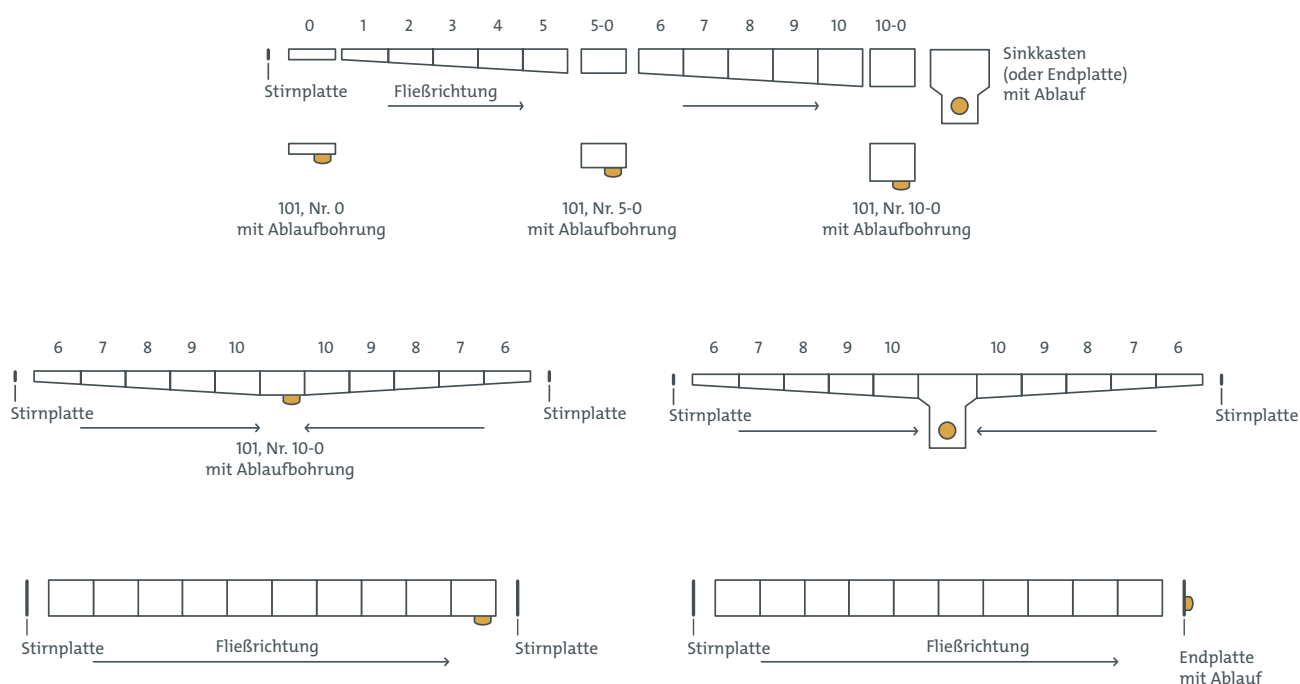 0 1 2 3 4 5 5-0 6 7 8 9 10 10-0
Sinkkasten
(oder Endplatte)
mit Ablauf
Stirnplatte Fließrichtung
101, Nr. 0
mit Ablaufbohrung
101, Nr. 5-0
mit Ablaufbohrung
101, Nr. 10-0
mit Ablaufbohrung
6 7 8 9 10 10 9 8 7 6
Stirnplatte Stirnplatte
101, Nr. 10-0
mit Ablaufbohrung
6 7 8 9 10 10 9 8 7 6
Stirnplatte Stirnplatte
Stirnplatte Fließrichtung Stirnplatte
Stirnplatte Fließrichtung
Endplatte
mit Ablauf